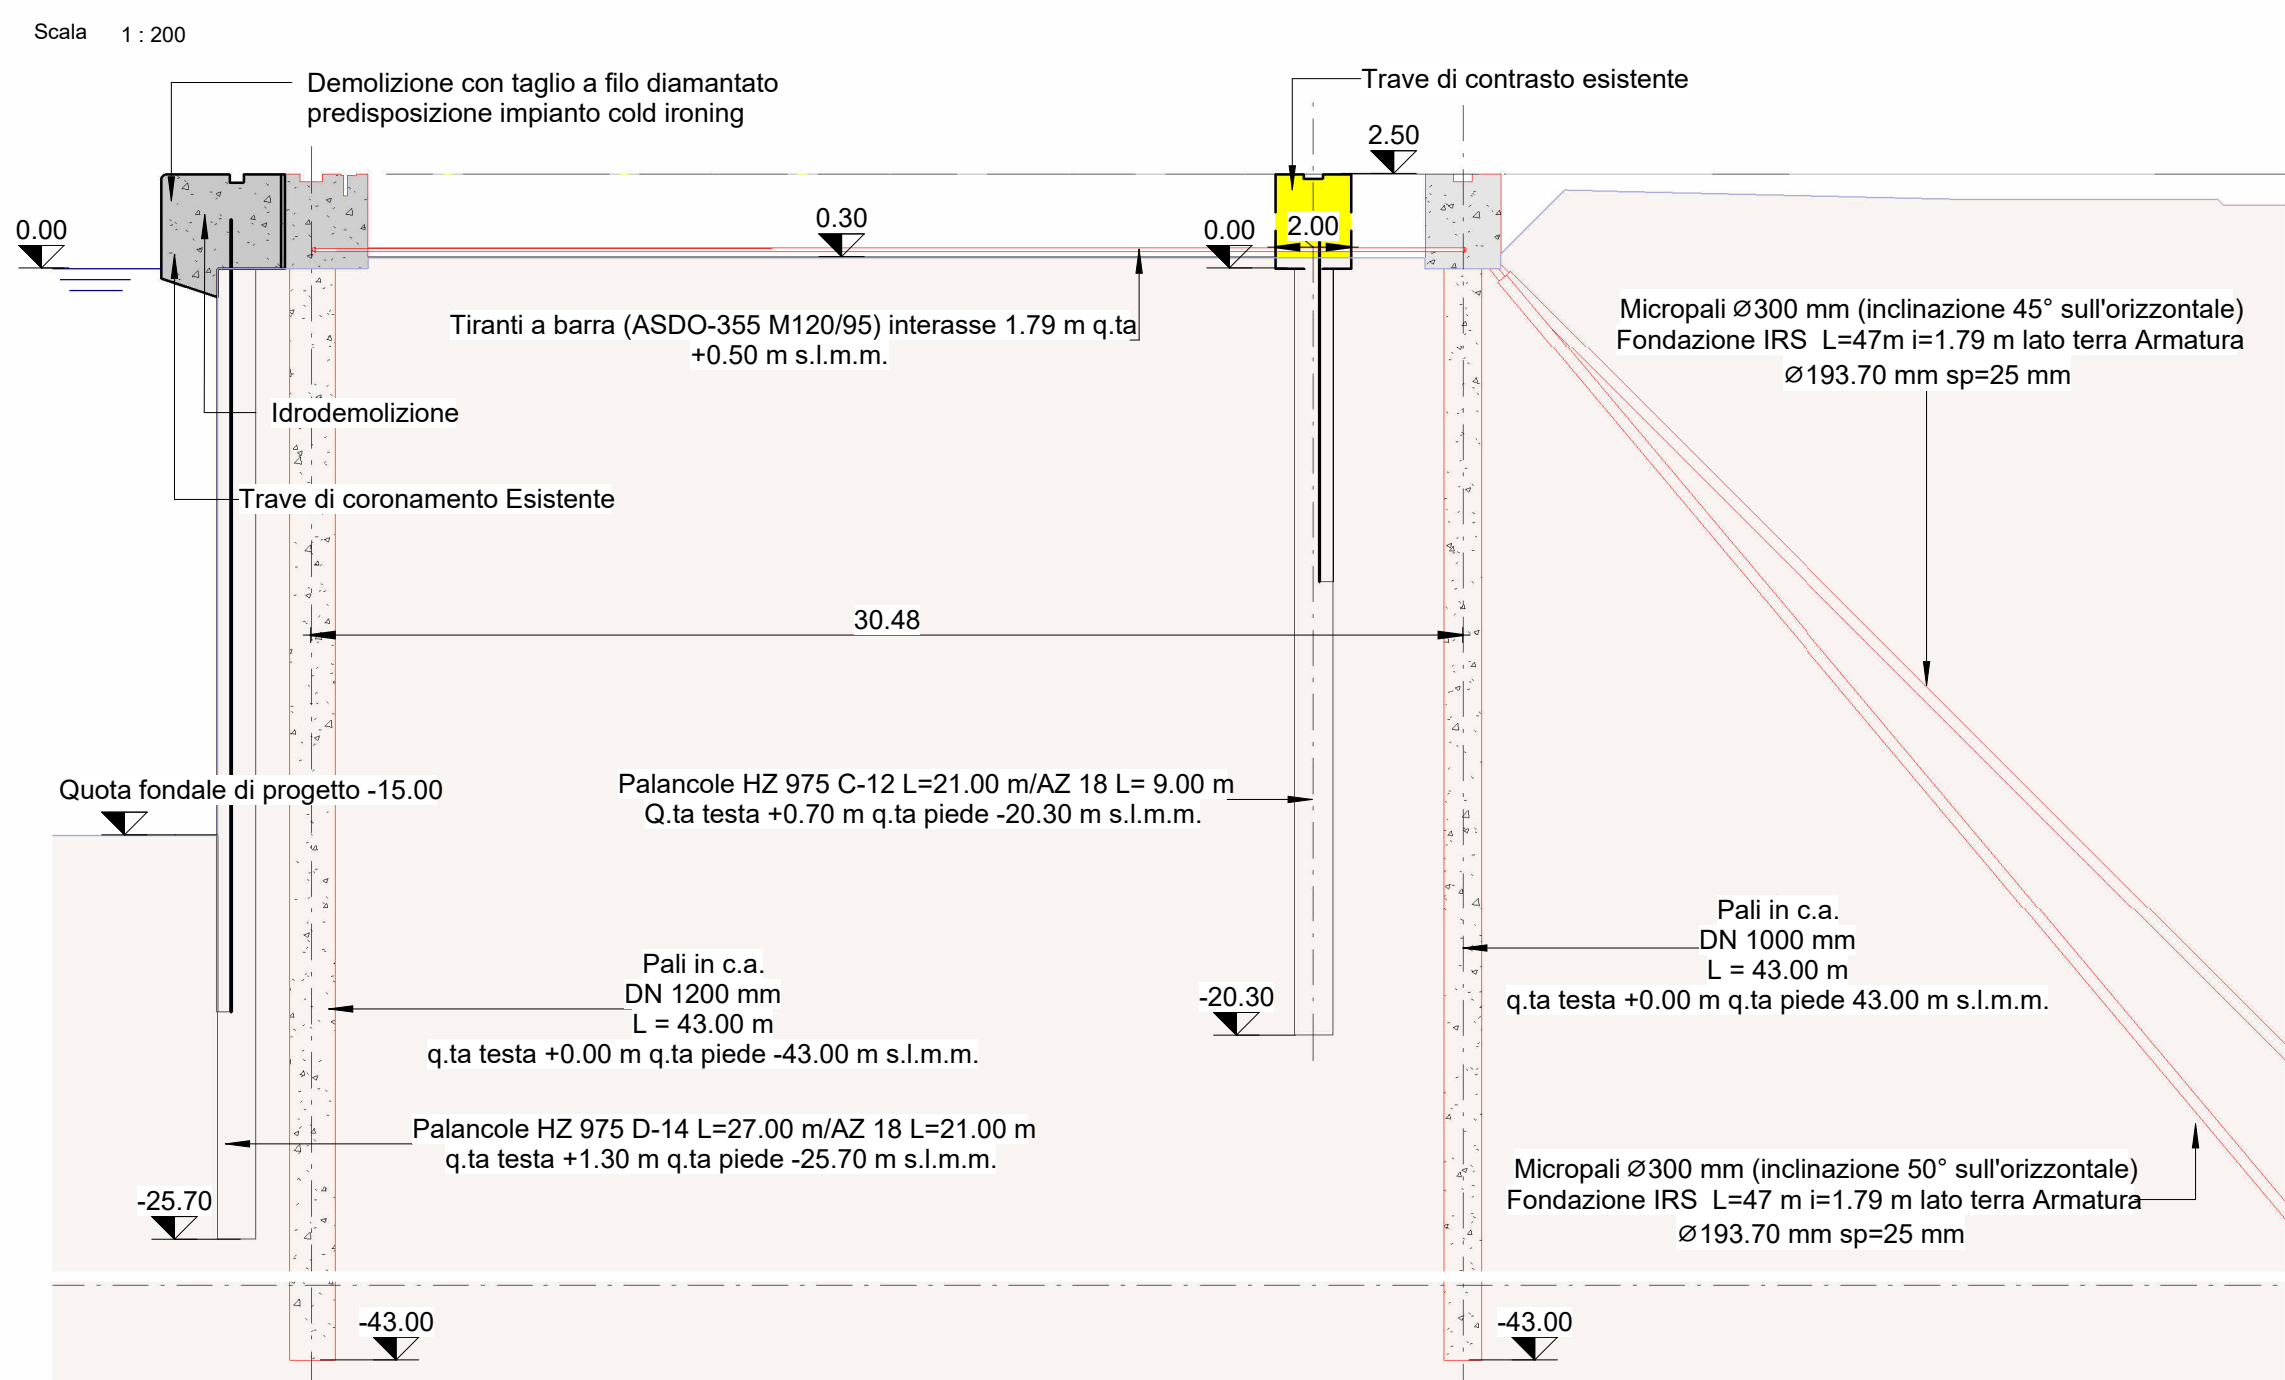 Scala 1 : 200
Demolizione con taglio a filo diamantato
predisposizione impianto cold ironing
Trave di contrasto esistente
2.50
0.00
0.30
0.00
2.00
Tiranti a barra (ASDO-355 M120/95) interasse 1.79 m q.ta
+0.50 m s.l.m.m.
Micropali Ø300 mm (inclinazione 45° sull'orizzontale)
Fondazione IRS L=47m i=1.79 m lato terra Armatura
Ø193.70 mm sp=25 mm
Idrodemolizione
Trave di coronamento Esistente
30.48
Quota fondale di progetto -15.00
Palancole HZ 975 C-12 L=21.00 m/AZ 18 L= 9.00 m
Q.ta testa +0.70 m q.ta piede -20.30 m s.l.m.m.
Pali in c.a.
DN 1200 mm
L = 43.00 m
q.ta testa +0.00 m q.ta piede -43.00 m s.l.m.m.
-20.30
Pali in c.a.
DN 1000 mm
L = 43.00 m
q.ta testa +0.00 m q.ta piede 43.00 m s.l.m.m.
Palancole HZ 975 D-14 L=27.00 m/AZ 18 L=21.00 m
q.ta testa +1.30 m q.ta piede -25.70 m s.l.m.m.
-25.70
Micropali Ø300 mm (inclinazione 50° sull'orizzontale)
Fondazione IRS L=47 m i=1.79 m lato terra Armatura
Ø193.70 mm sp=25 mm
-43.00
-43.00